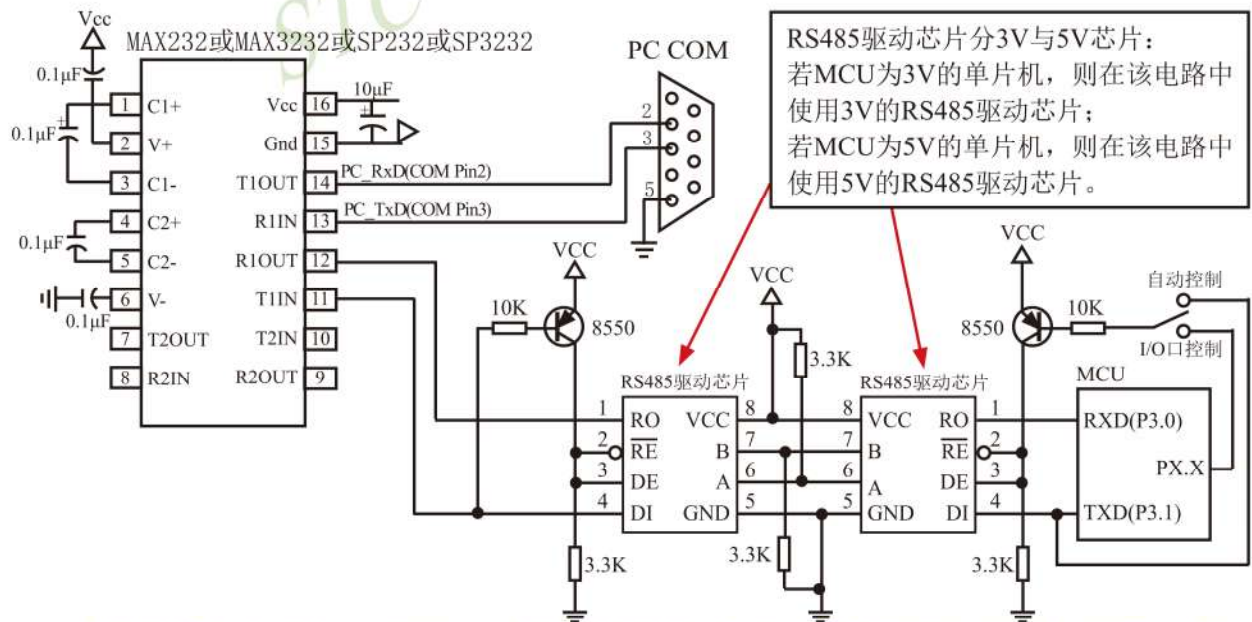 STC
Vcc
MAX232或MAX3232或SP232或SP3232
0.1μF
0.1μF
+
1 C1+
2 V+
3 C1-
4 C2+
5 C2-
6 V-
7 T2OUT
8 R2IN
0.1μF
0.1μF
Vcc 16
Gnd 15
T1OUT 14
R1IN 13
R1OUT 12
T1IN 11
T2IN 10
R2OUT 9
10μF
+
PC_RxD(COM Pin2)
PC_TxD(COM Pin3)
PC COM
2
3
5
RS485驱动芯片分3V与5V芯片：
若MCU为3V的单片机，则在该电路中
使用3V的RS485驱动芯片；
若MCU为5V的单片机，则在该电路中
使用5V的RS485驱动芯片。
VCC
10K
8550
VCC
3.3K
VCC
8550
10K
自动控制
I/O口控制
RS485驱动芯片
1 RO VCC 8
2 RE B 7
3 DE A 6
4 DI GND 5
3.3K
3.3K
RS485驱动芯片
8 VCC RO 1
7 B RE 2
6 A DE 3
5 GND DI 4
3.3K
MCU
RXD(P3.0)
PX.X
TXD(P3.1)